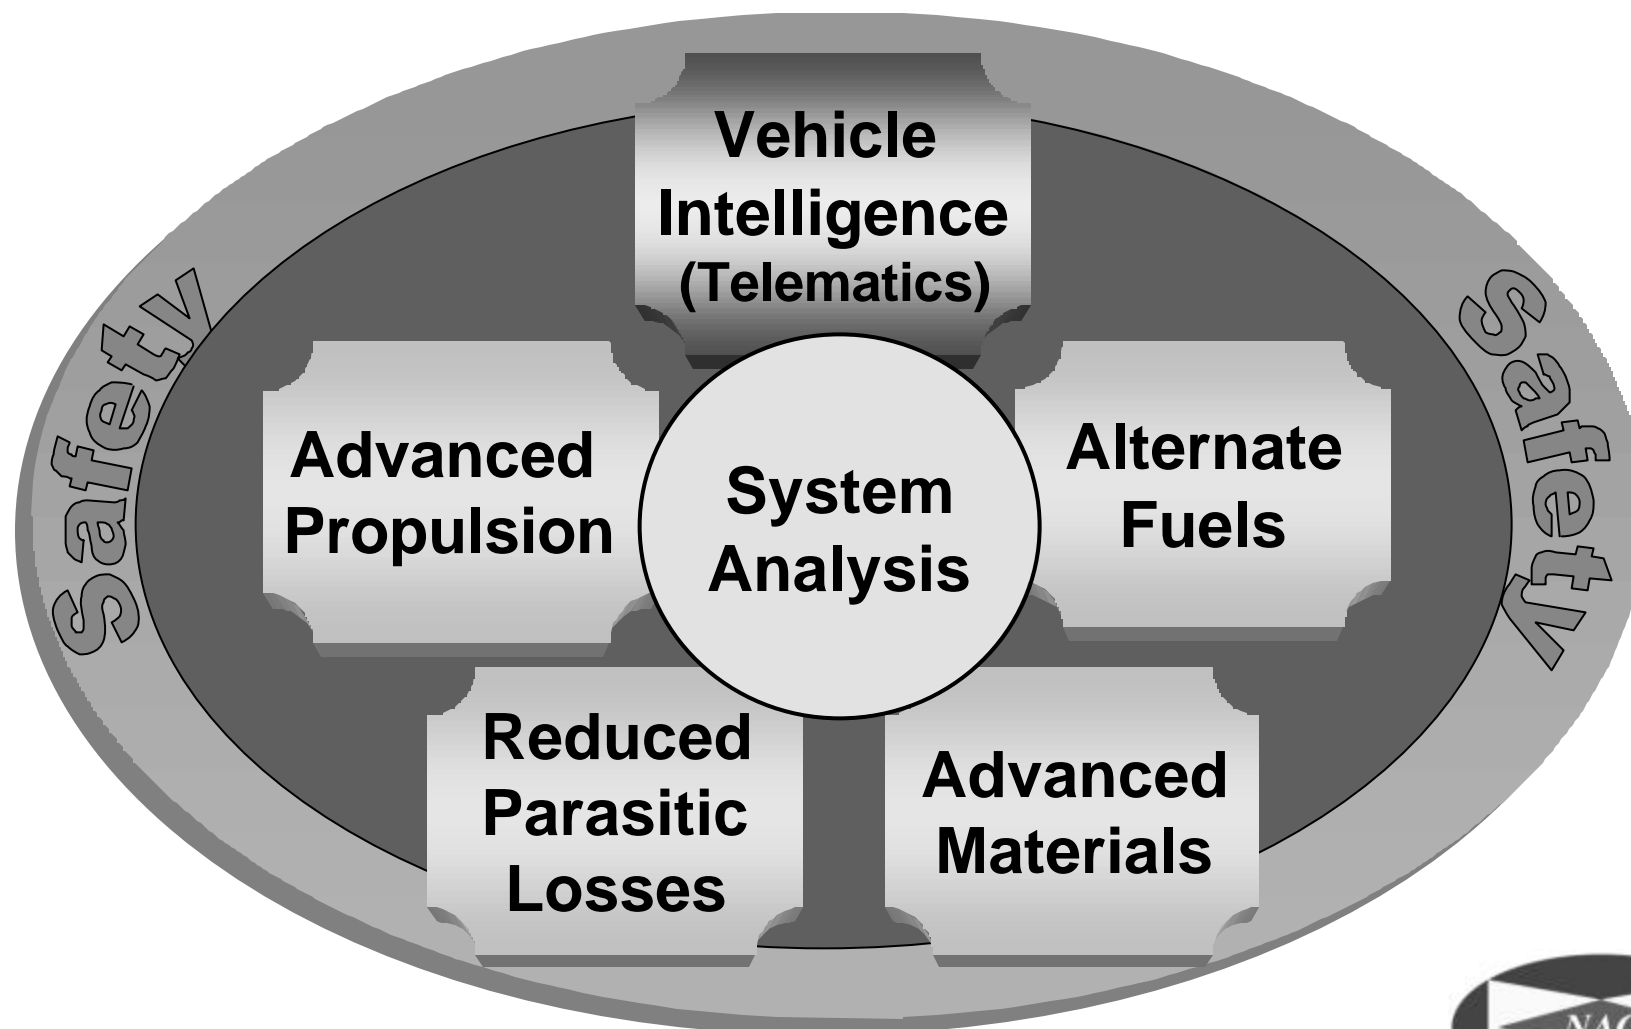 Vehicle
Intelligence
(Telematics)
Safety
Safety
Advanced
Propulsion
System
Analysis
Alternate
Fuels
Reduced
Parasitic
Losses
Advanced
Materials